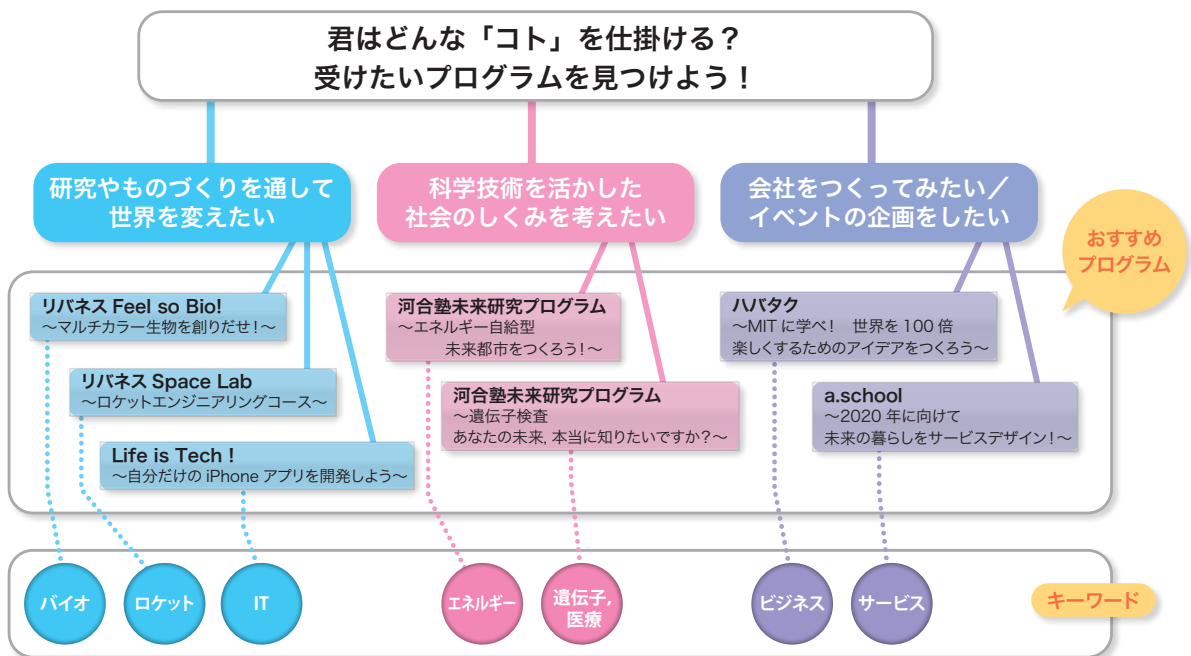 君はどんな「コト」を仕掛ける?
受けたいプログラムを見つけよう!
研究やものづくりを通して
世界を変えたい
科学技術を活かした
社会のしくみを考えたい
会社をつくってみたい/
イベントの企画をしたい
おすすめ
プログラム
リバネス Feel so Bio!
〜マルチカラー生物を創りだせ!〜
リバネス Space Lab
〜ロケットエンジニアリングコース〜
Life is Tech !
〜自分だけの iPhone アプリを開発しよう〜
河合塾未来研究プログラム
〜エネルギー自給型
未来都市をつくろう!〜
河合塾未来研究プログラム
〜遺伝子検査
あなたの未来, 本当に知りたいですか?〜
ハバタク
〜MIT に学べ! 世界を 100 倍
楽しくするためのアイデアをつくろう〜
a.school
〜2020 年に向けて
未来の暮らしをサービスデザイン!〜
バイオ
ロケット
IT
エネルギー
遺伝子,
医療
ビジネス
サービス
キーワード